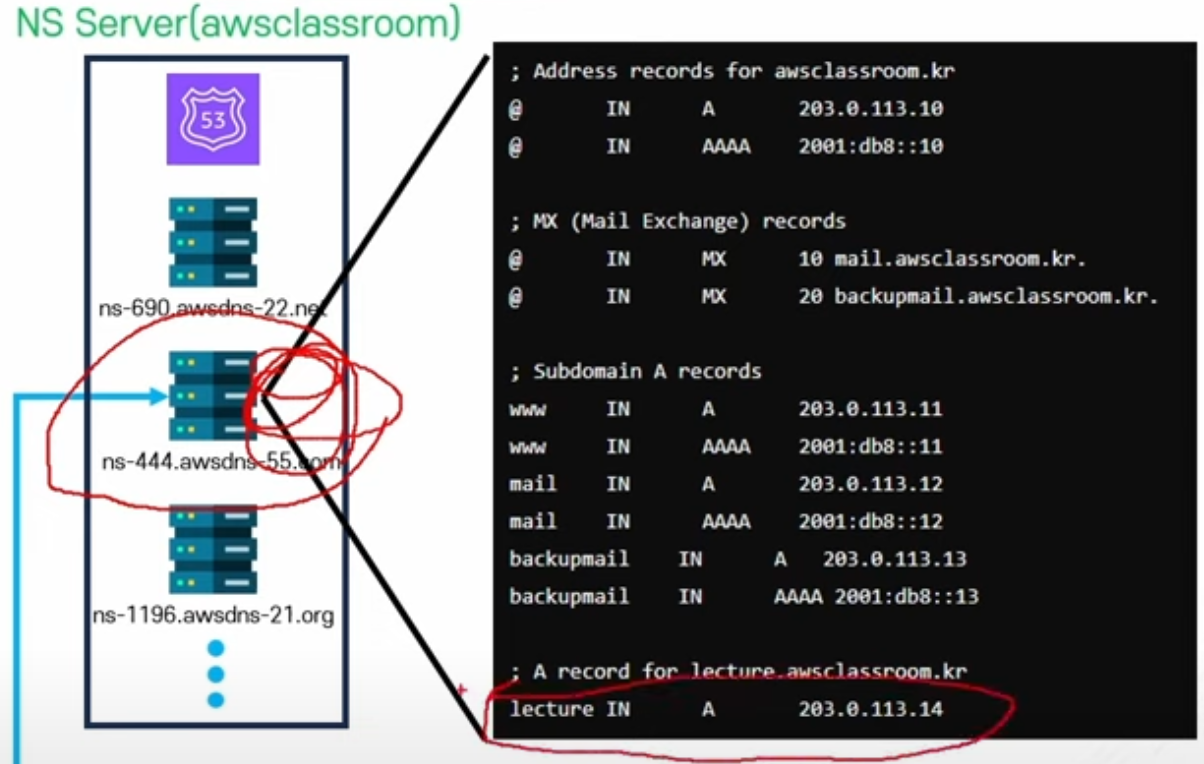 NS Server(awsclassroom)
53
ns-690.awsdns-22.net
ns-444.awsdns-55.com
ns-1196.awsdns-21.org
; Address records for awsclassroom.kr
@ IN A 203.0.113.10
@ IN AAAA 2001:db8::10
; MX (Mail Exchange) records
@ IN MX 10 mail.awsclassroom.kr.
@ IN MX 20 backupmail.awsclassroom.kr.
; Subdomain A records
www IN A 203.0.113.11
www IN AAAA 2001:db8::11
mail IN A 203.0.113.12
mail IN AAAA 2001:db8::12
backupmail IN A 203.0.113.13
backupmail IN AAAA 2001:db8::13
; A record for lecture.awsclassroom.kr
lecture IN A 203.0.113.14